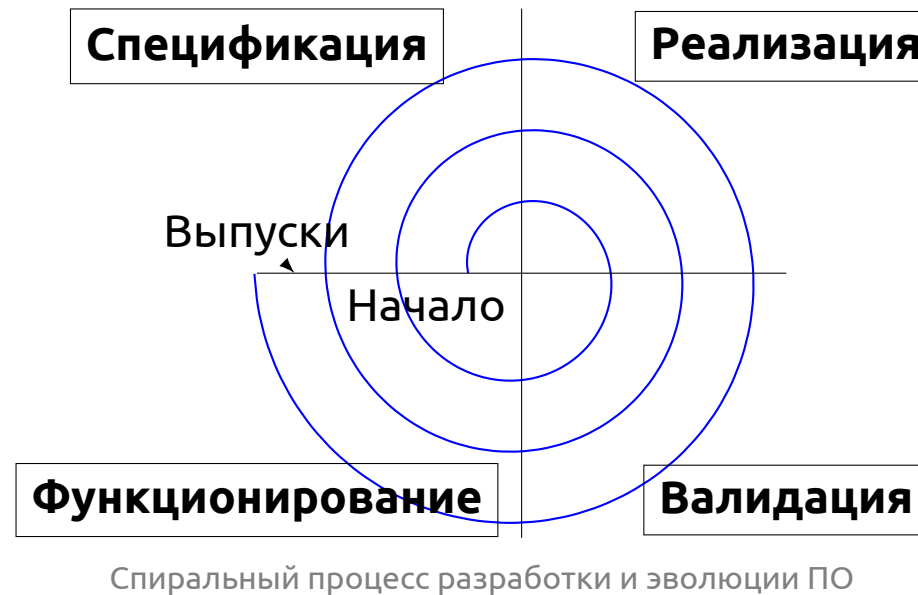 Спецификация
Реализация
Выпуски
Начало
Функционирование
Валидация
Спиральный процесс разработки и эволюции ПО